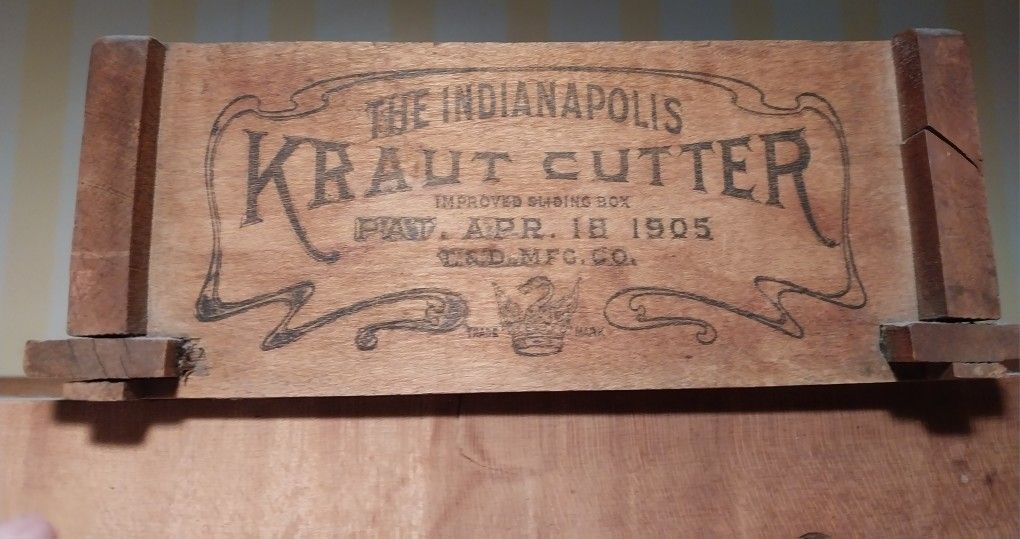 THE INDIANAPOLIS
KRAUT CUTTER
IMPROVED SLIDING BOX
PAT. APR. 18 1905
T.&D. MFG. CO.
TRADE MARK